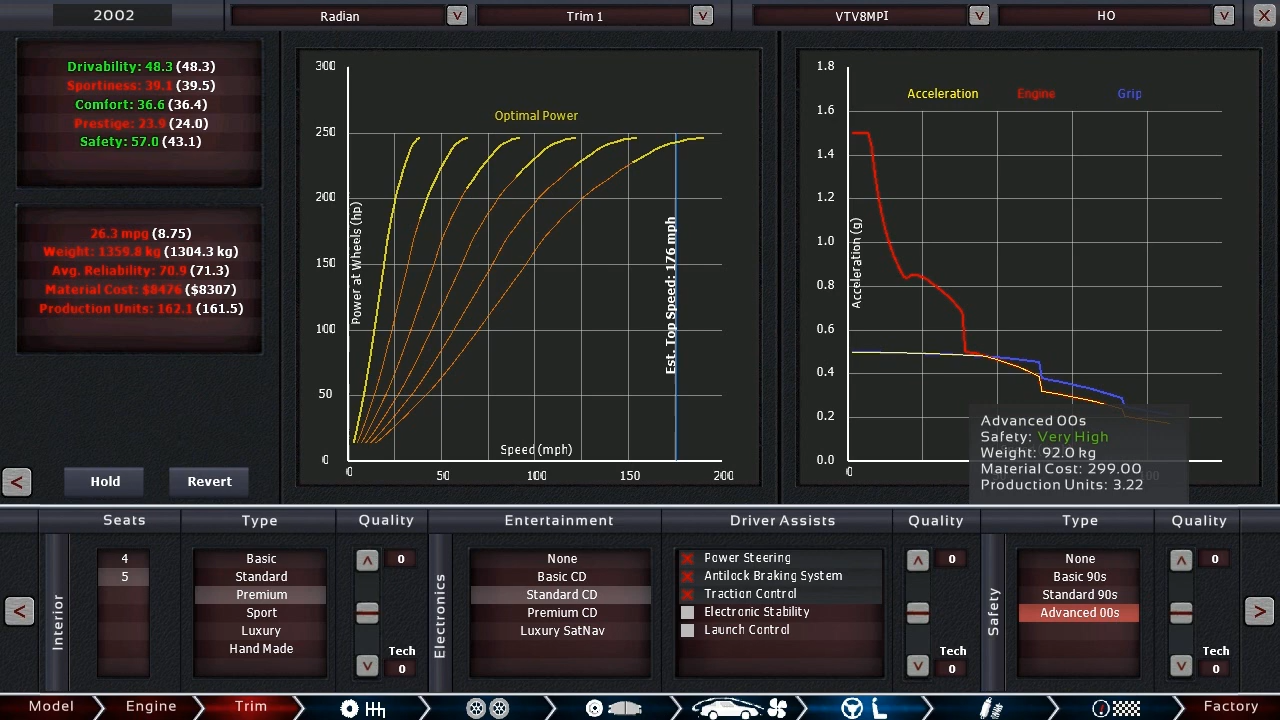 2002
Radian
Trim 1
VTV8MPI
HO
Drivability: 48.3 (48.3)
Sportiness: 39.1 (39.5)
Comfort: 36.6 (36.4)
Prestige: 23.9 (24.0)
Safety: 57.0 (43.1)
26.3 mpg (8.75)
Weight: 1359.8 kg (1304.3 kg)
Avg. Reliability: 70.9 (71.3)
Material Cost: $8476 ($8307)
Production Units: 162.1 (161.5)
Hold
Revert
300
250
200
150
100
50
0
Power at Wheels (hp)
Optimal Power
Est. Top Speed: 176 mph
Speed (mph)
0
50
100
150
200
1.8
1.6
1.4
1.2
1.0
0.8
0.6
0.4
0.2
0.0
Acceleration (g)
Acceleration
Engine
Grip
0
Advanced 00s
Safety: Very High
Weight: 92.0 kg
Material Cost: 299.00
Production Units: 3.22
Interior
Seats
4
5
Type
Basic
Standard
Premium
Sport
Luxury
Hand Made
Quality
0
Tech
0
Electronics
Entertainment
None
Basic CD
Standard CD
Premium CD
Luxury SatNav
Driver Assists
Power Steering
Antilock Braking System
Traction Control
Electronic Stability
Launch Control
Quality
0
Tech
0
Safety
Type
None
Basic 90s
Standard 90s
Advanced 00s
Quality
0
Tech
0
Model
Engine
Trim
Factory